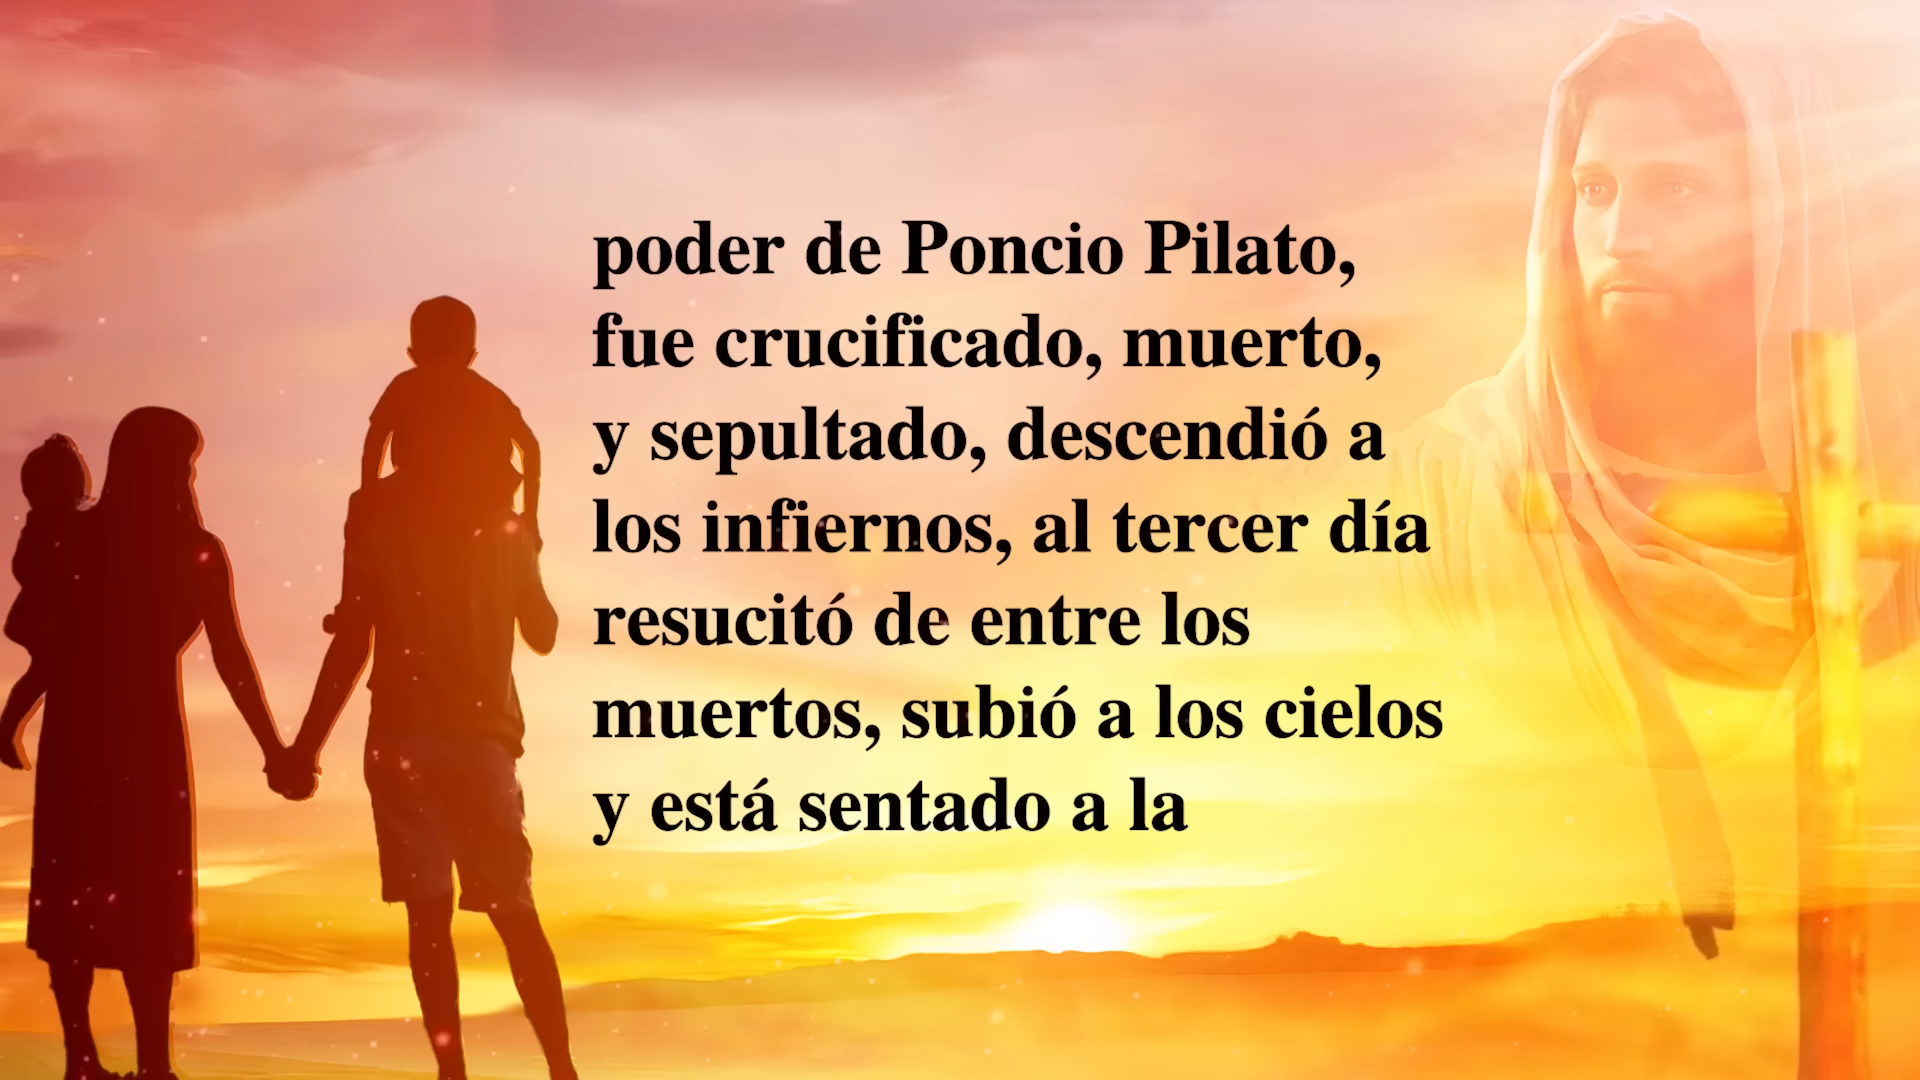 poder de Poncio Pilato,
fue crucificado, muerto,
y sepultado, descendió a
los infiernos, al tercer día
resucitó de entre los
muertos, subió a los cielos
y está sentado a la